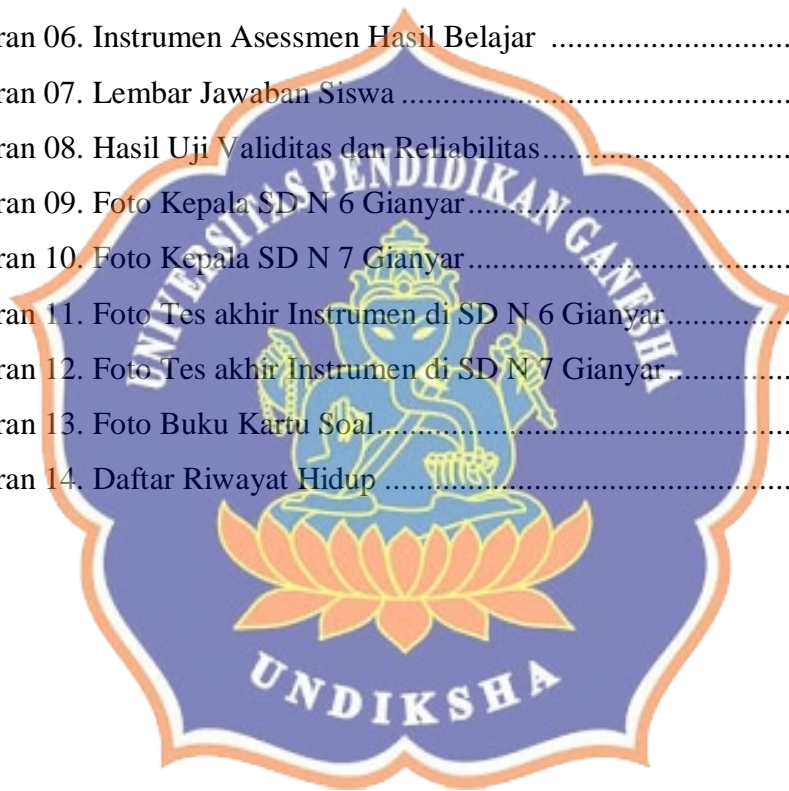 ran 06. Instrumen Asessmen Hasil Belajar ..............................
ran 07. Lembar Jawaban Siswa ................................................
ran 08. Hasil Uji Validitas dan Reliabilitas...............................
ran 09. Foto Kepala SD N 6 Gianyar........................................
ran 10. Foto Kepala SD N 7 Gianyar........................................
ran 11. Foto Tes akhir Instrumen di SD N 6 Gianyar................
ran 12. Foto Tes akhir Instrumen di SD N 7 Gianyar................
ran 13. Foto Buku Kartu Soal...................................................
ran 14. Daftar Riwayat Hidup ..................................................
UNIVERSITAS PENDIDIKAN GANESHA
UNDIKSHA